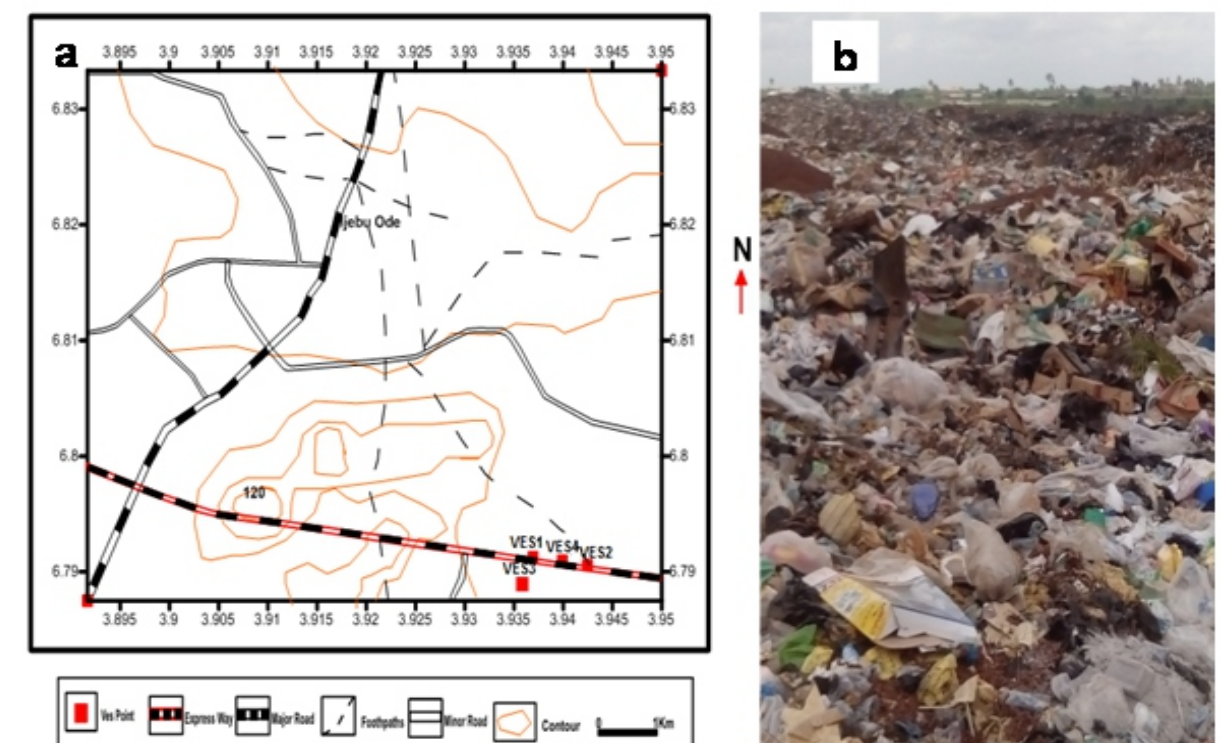 a
3.895 3.9 3.905 3.91 3.915 3.92 3.925 3.93 3.935 3.94 3.945 3.95
6.83 6.83
jebu Ode
6.82 6.82
6.81 6.81
6.8 6.8
120
VES1 VES4 VES2
VES3
6.79 6.79
3.895 3.9 3.905 3.91 3.915 3.92 3.925 3.93 3.935 3.94 3.945 3.95
Ves Point Express Way Major Road Footpaths Minor Road Contour 0 1Km
N
b